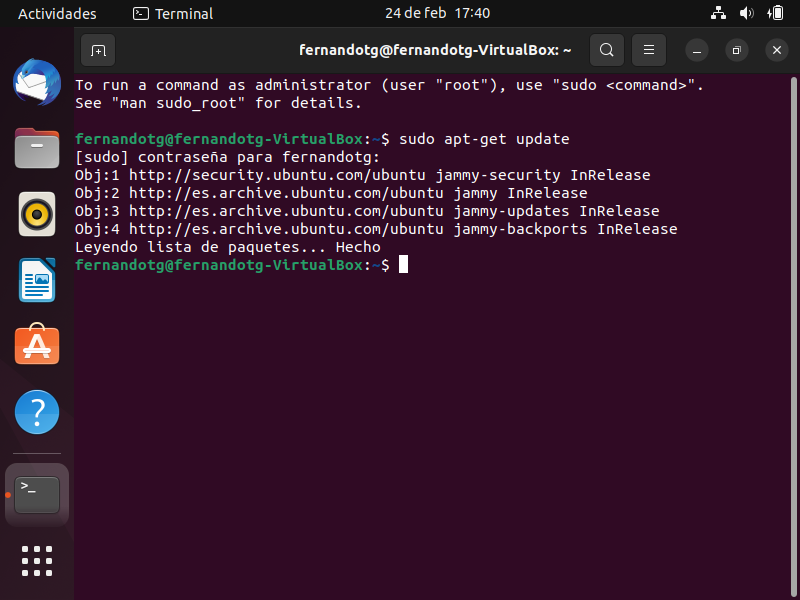 Actividades Terminal 24 de feb 17:40
fernandotg@fernandotg-VirtualBox: ~
To run a command as administrator (user "root"), use "sudo <command>".
See "man sudo_root" for details.
fernandotg@fernandotg-VirtualBox:~$ sudo apt-get update
[sudo] contraseña para fernandotg:
Obj:1 http://security.ubuntu.com/ubuntu jammy-security InRelease
Obj:2 http://es.archive.ubuntu.com/ubuntu jammy InRelease
Obj:3 http://es.archive.ubuntu.com/ubuntu jammy-updates InRelease
Obj:4 http://es.archive.ubuntu.com/ubuntu jammy-backports InRelease
Leyendo lista de paquetes... Hecho
fernandotg@fernandotg-VirtualBox:~$